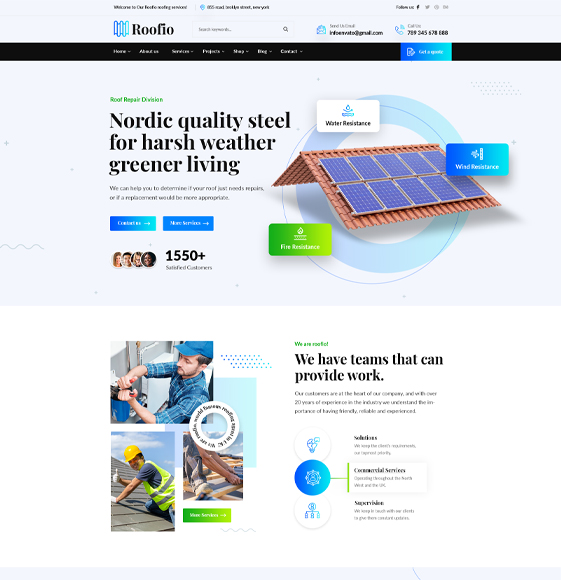 Welcome to Our Roofio roofing services!
855 road, broklyn street, new york
Follow us:
Roofio
Search keywords...
Send Us Email
infoenvato@gmail.com
Call Us:
789 345 678 888
Home
About us
Services
Projects
Shop
Blog
Contact
Get a quote
Roof Repair Division
Nordic quality steel
for harsh weather
greener living
We can help you to determine if your roof just needs repairs,
or if a replacement would be more appropriate.
Contact us
More Services
1550+
Satisfied Customers
Water Resistance
Wind Resistance
Fire Resistance
We are roofio!
We have teams that can
provide work.
Our customers are at the heart of our company, and with over
20 years of experience in the industry we understand the im-
portance of having friendly, reliable and experienced.
Solutions
We keep the client's requirements,
our topmost priority.
Commercial Services
Operating throughout the North
West and the UK.
Supervision
We keep in touch with our clients
to give them constant updates.
More Services